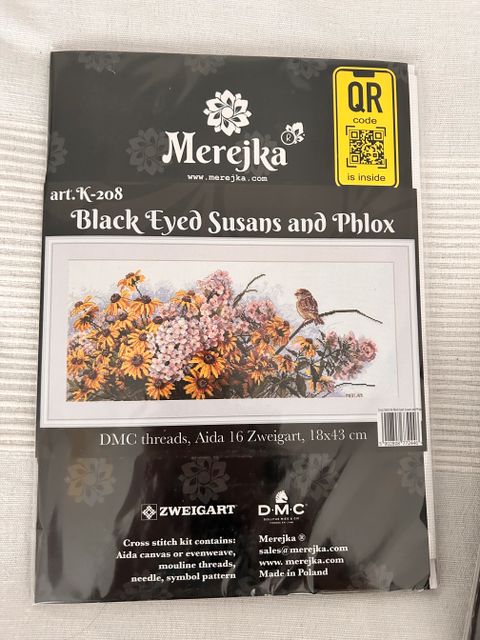 QR
code
is inside
Merejka ®
www.merejka.com
art.K-208
Black Eyed Susans and Phlox
DMC threads, Aida 16 Zweigart, 18x43 cm
ZWEIGART
DMC
Cross stitch kit contains:
Aida canvas or evenweave,
mouline threads,
needle, symbol pattern
Merejka ®
sales@merejka.com
www.merejka.com
Made in Poland